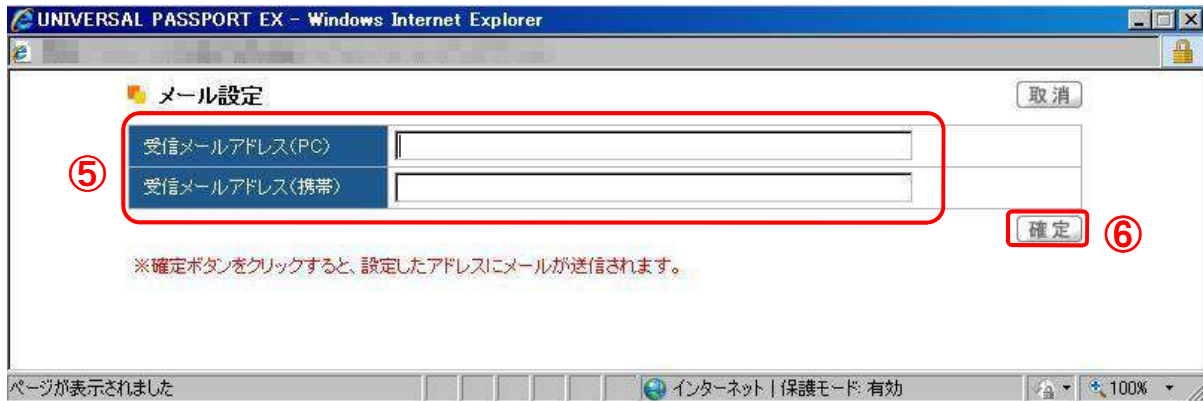 UNIVERSAL PASSPORT EX - Windows Internet Explorer
メール設定
取消
⑤
受信メールアドレス(PC)
受信メールアドレス(携帯)
確定
⑥
※確定ボタンをクリックすると、設定したアドレスにメールが送信されます。
ページが表示されました
インターネット | 保護モード: 有効
100%